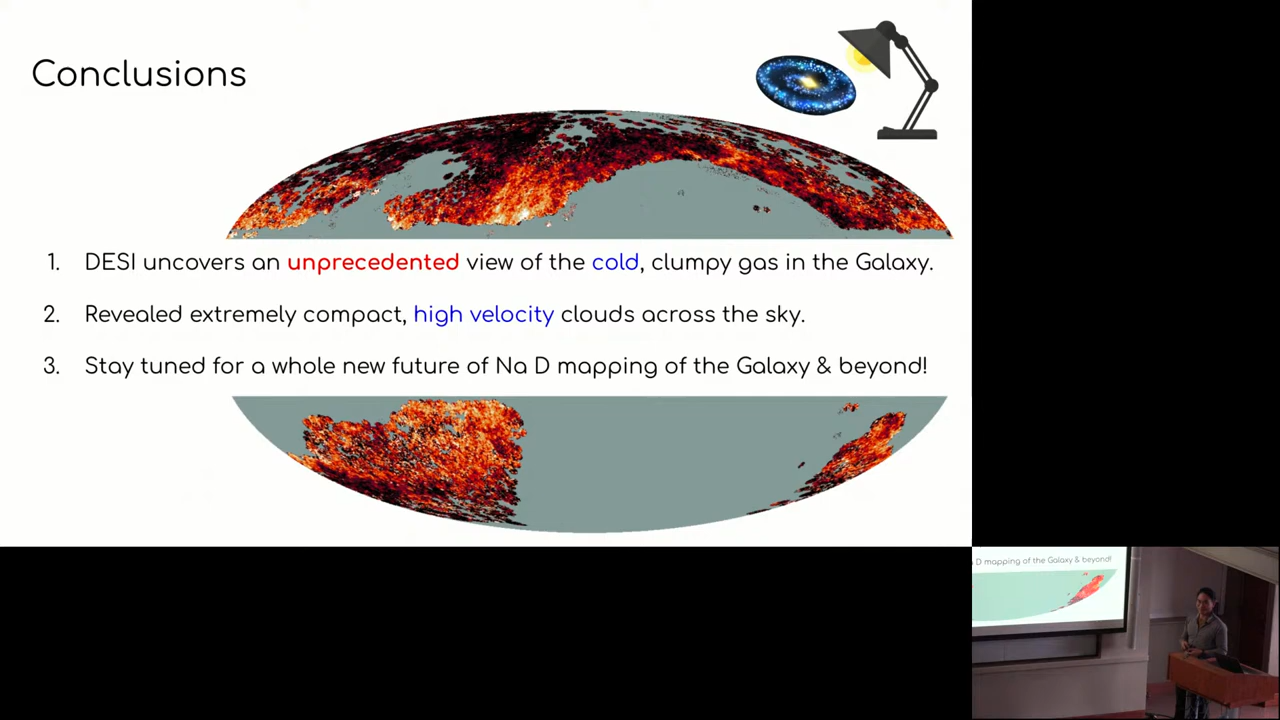 Conclusions
1. DESI uncovers an unprecedented view of the cold, clumpy gas in the Galaxy.
2. Revealed extremely compact, high velocity clouds across the sky.
3. Stay tuned for a whole new future of Na D mapping of the Galaxy & beyond!
D mapping of the Galaxy & beyond!